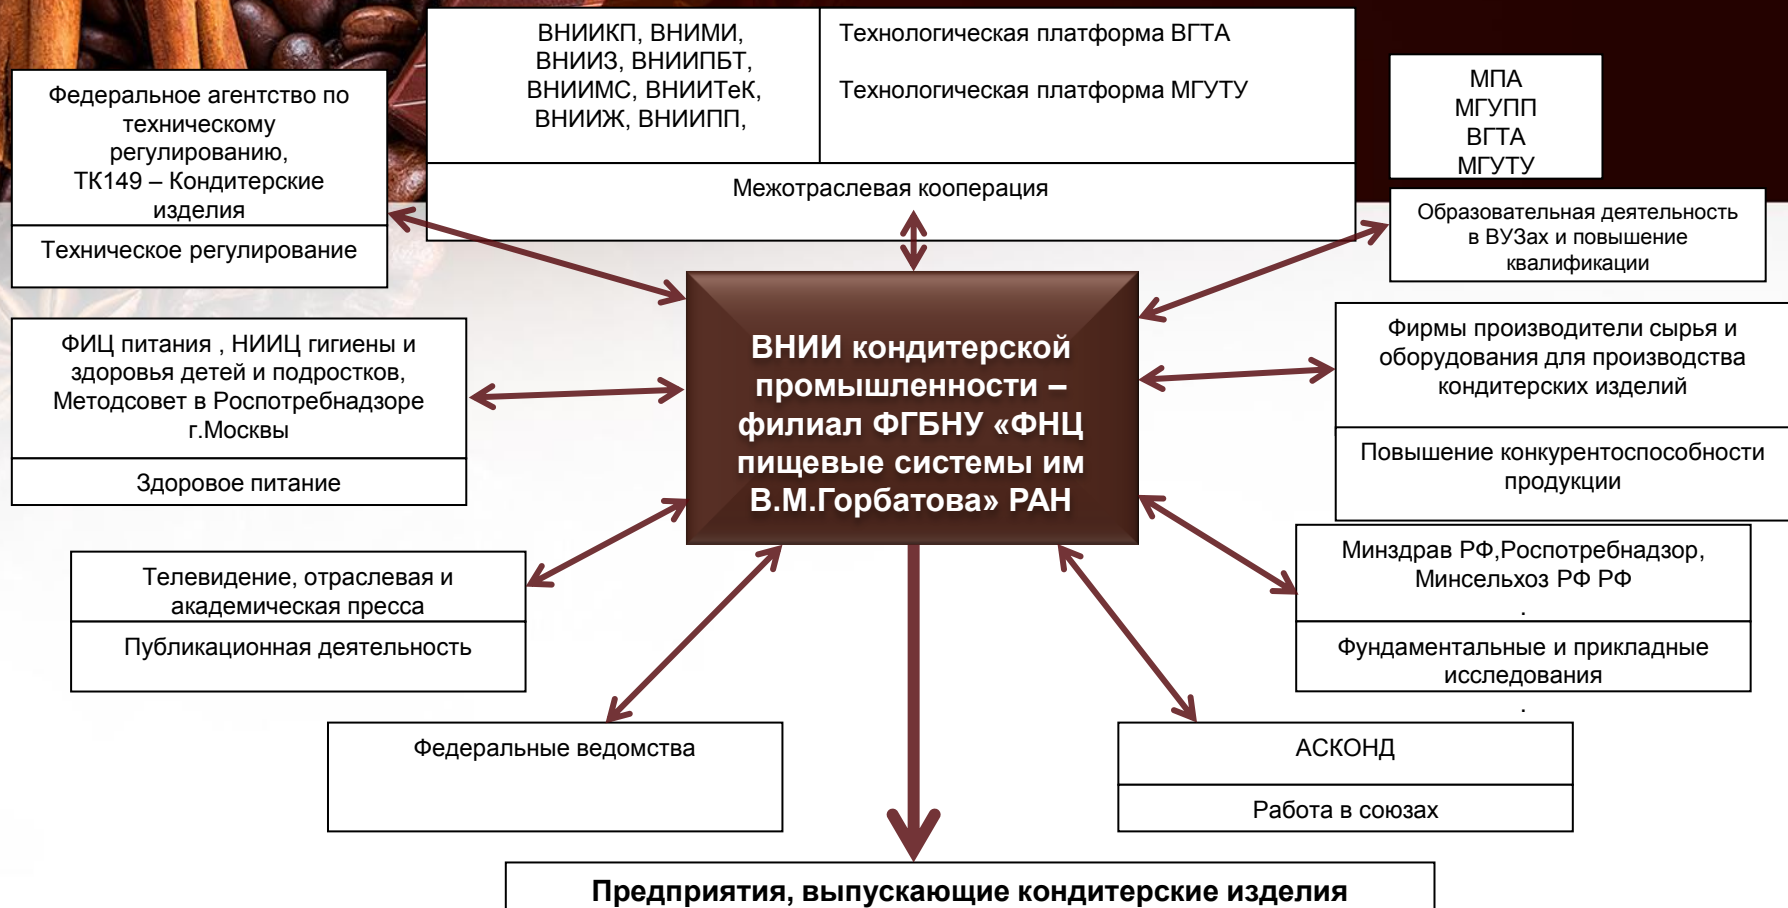 ВНИИКП, ВНИМИ,
ВНИИЗ, ВНИИПБТ,
ВНИИМС, ВНИИТеК,
ВНИИЖ, ВНИИПП,
Технологическая платформа ВГТА
Технологическая платформа МГУТУ
Межотраслевая кооперация
Федеральное агентство по
техническому
регулированию,
ТК149 – Кондитерские
изделия
Техническое регулирование
МПА
МГУПП
ВГТА
МГУТУ
Образовательная деятельность
в ВУЗах и повышение
квалификации
ФИЦ питания , НИИЦ гигиены и
здоровья детей и подростков,
Методсовет в Роспотребнадзоре
г.Москвы
Здоровое питание
ВНИИ кондитерской
промышленности –
филиал ФГБНУ «ФНЦ
пищевые системы им
В.М.Горбатова» РАН
Фирмы производители сырья и
оборудования для производства
кондитерских изделий
Повышение конкурентоспособности
продукции
Телевидение, отраслевая и
академическая пресса
Публикационная деятельность
Минздрав РФ,Роспотребнадзор,
Минсельхоз РФ РФ
.
Фундаментальные и прикладные
исследования
.
Федеральные ведомства
АСКОНД
Работа в союзах
Предприятия, выпускающие кондитерские изделия